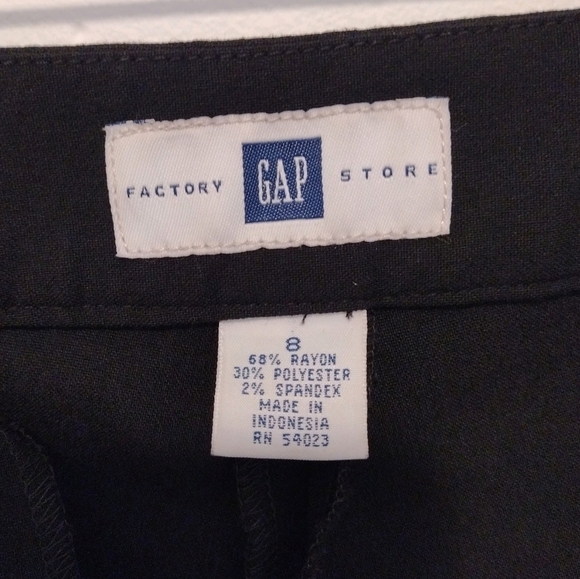 FACTORY GAP STORE
8
68% RAYON
30% POLYESTER
2% SPANDEX
MADE IN
INDONESIA
RN 54023